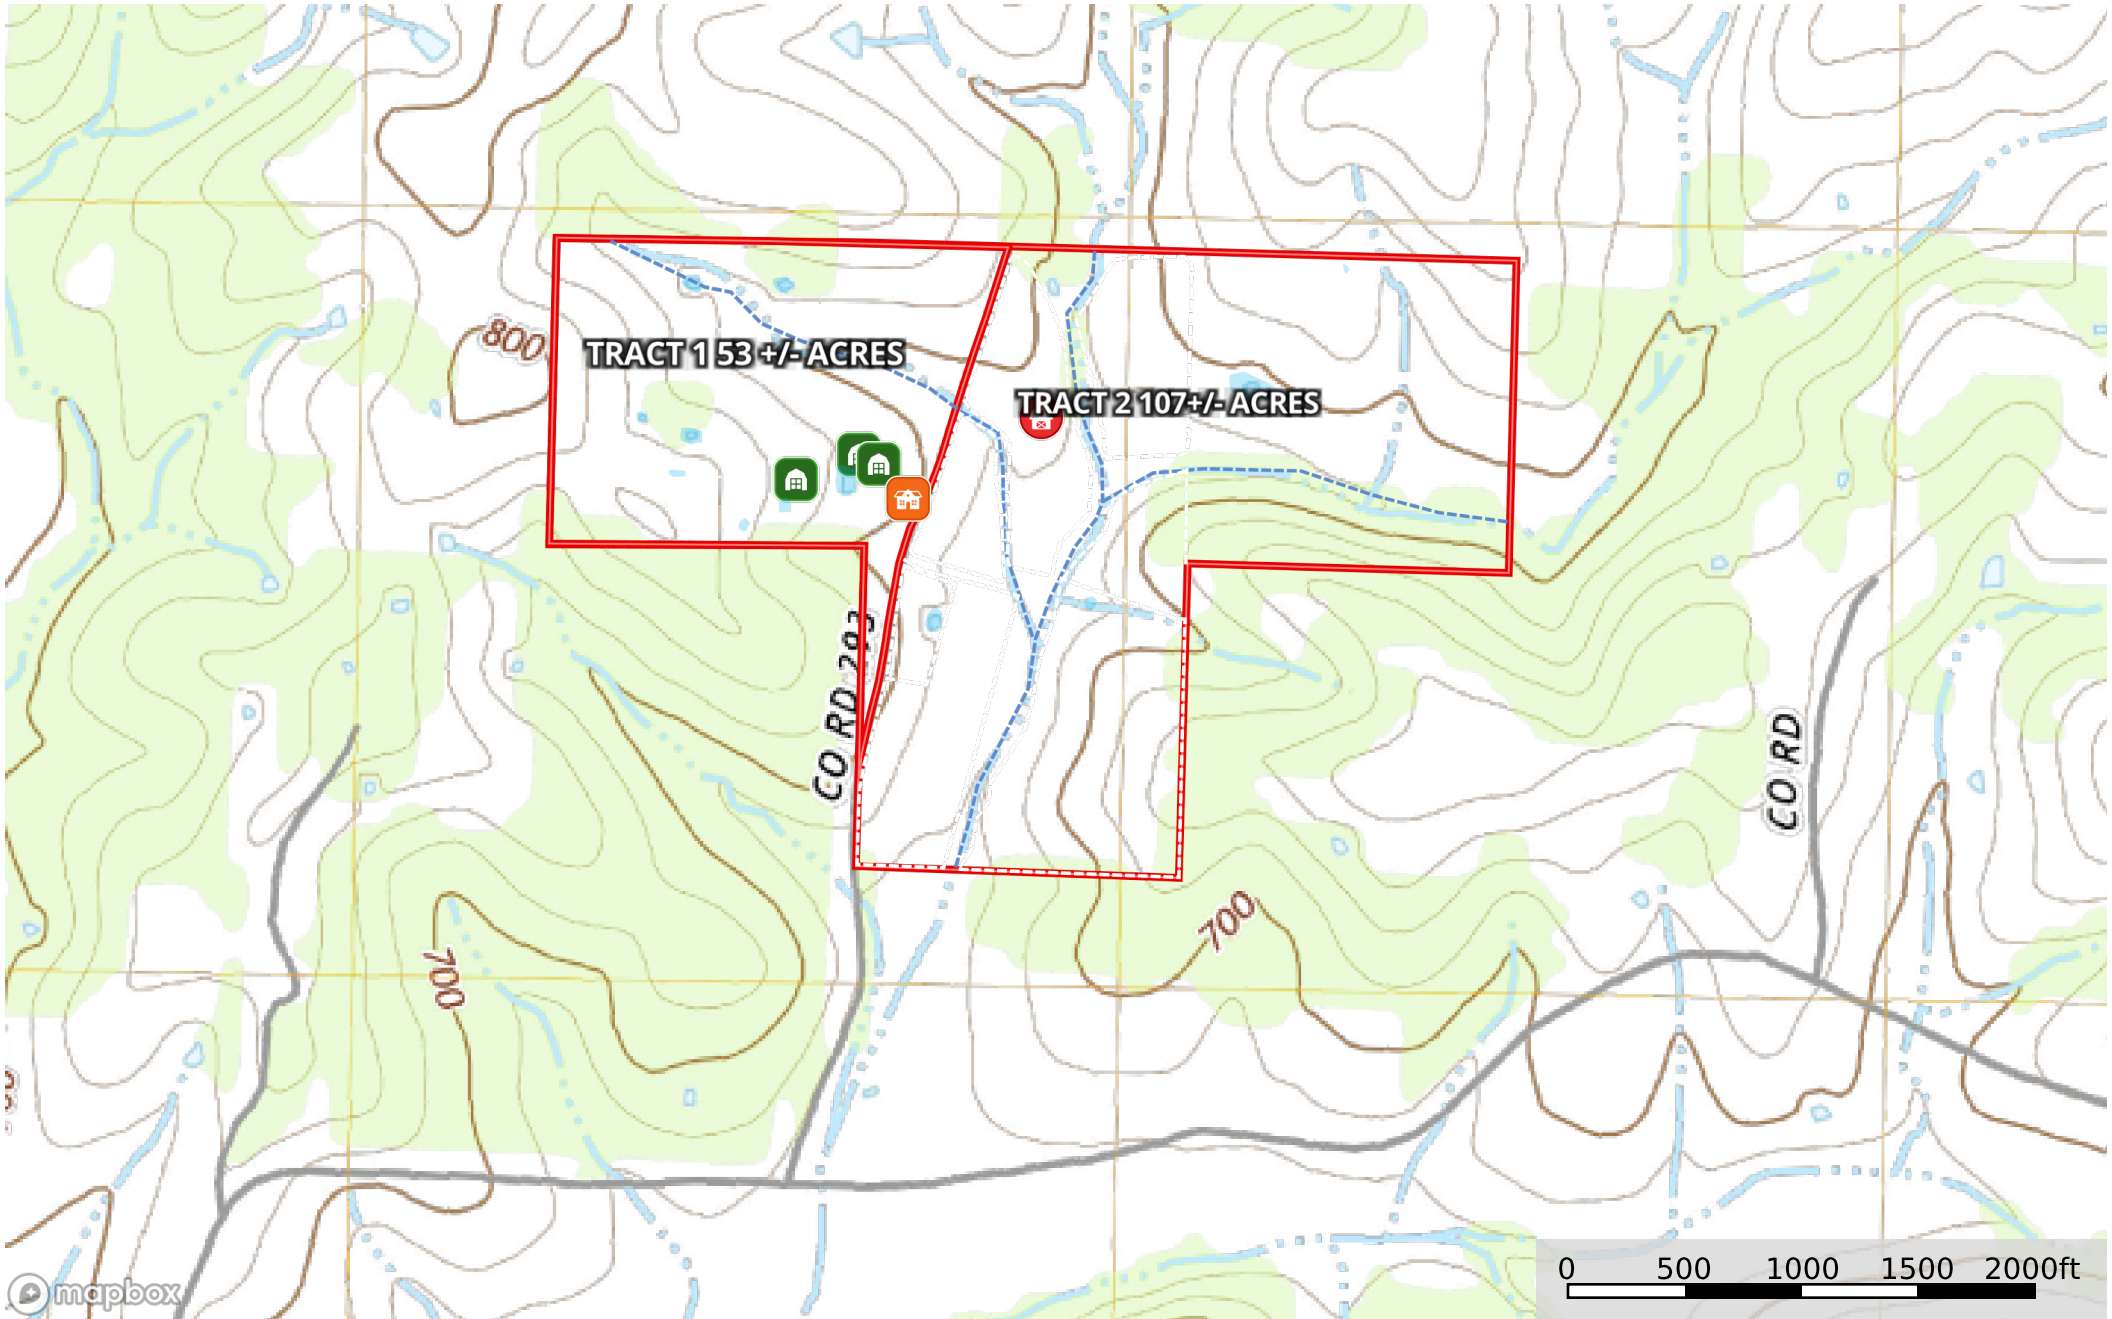 800
TRACT 1 53 +/- ACRES
TRACT 2 107+/- ACRES
CO RD 293
CO RD
700
700
0 500 1000 1500 2000ft
mapbox